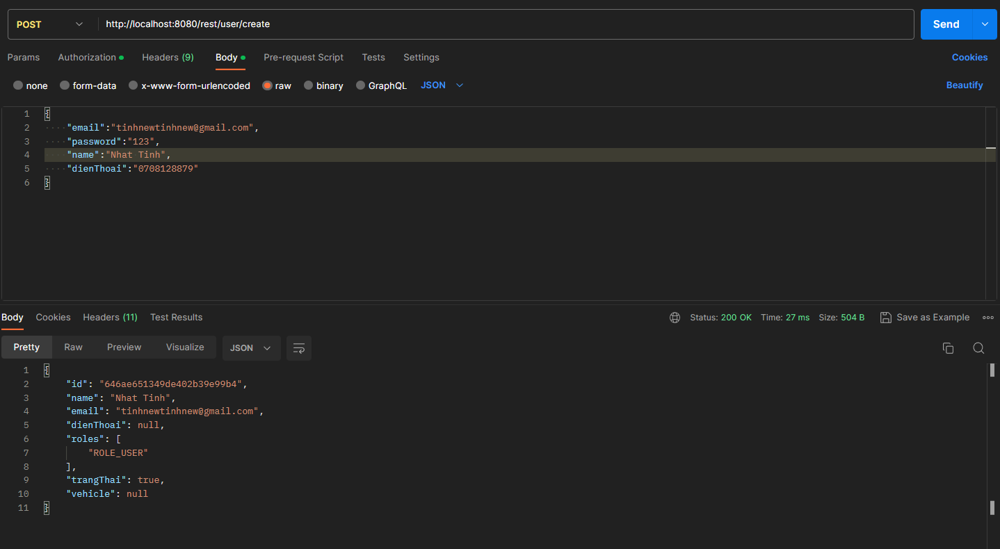 POST http://localhost:8080/rest/user/create Send
Params Authorization Headers (9) Body Pre-request Script Tests Settings Cookies
none form-data x-www-form-urlencoded raw binary GraphQL JSON Beautify
1 {
2 "email":"tinhnewtinhnew@gmail.com",
3 "password":"123",
4 "name":"Nhat Tinh",
5 "dienThoai":"0708128879"
6 }
Body Cookies Headers (11) Test Results Status: 200 OK Time: 27 ms Size: 504 B Save as Example
Pretty Raw Preview Visualize JSON
1 {
2 "id": "646ae651349de402b39e99b4",
3 "name": "Nhat Tinh",
4 "email": "tinhnewtinhnew@gmail.com",
5 "dienThoai": null,
6 "roles": [
7 "ROLE_USER"
8 ],
9 "trangThai": true,
10 "vehicle": null
11 }